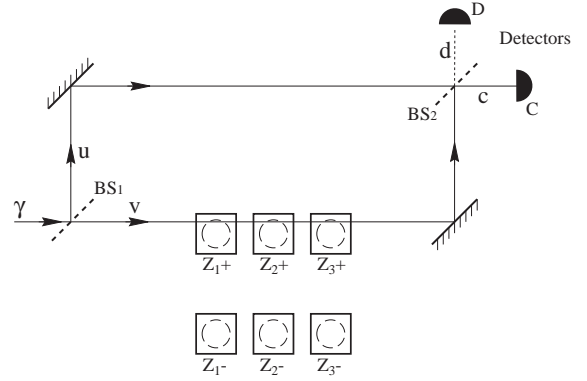 D
Detectors
d
c
BS2
C
u
BS1
γ
v
Z1+ Z2+ Z3+
Z1- Z2- Z3-